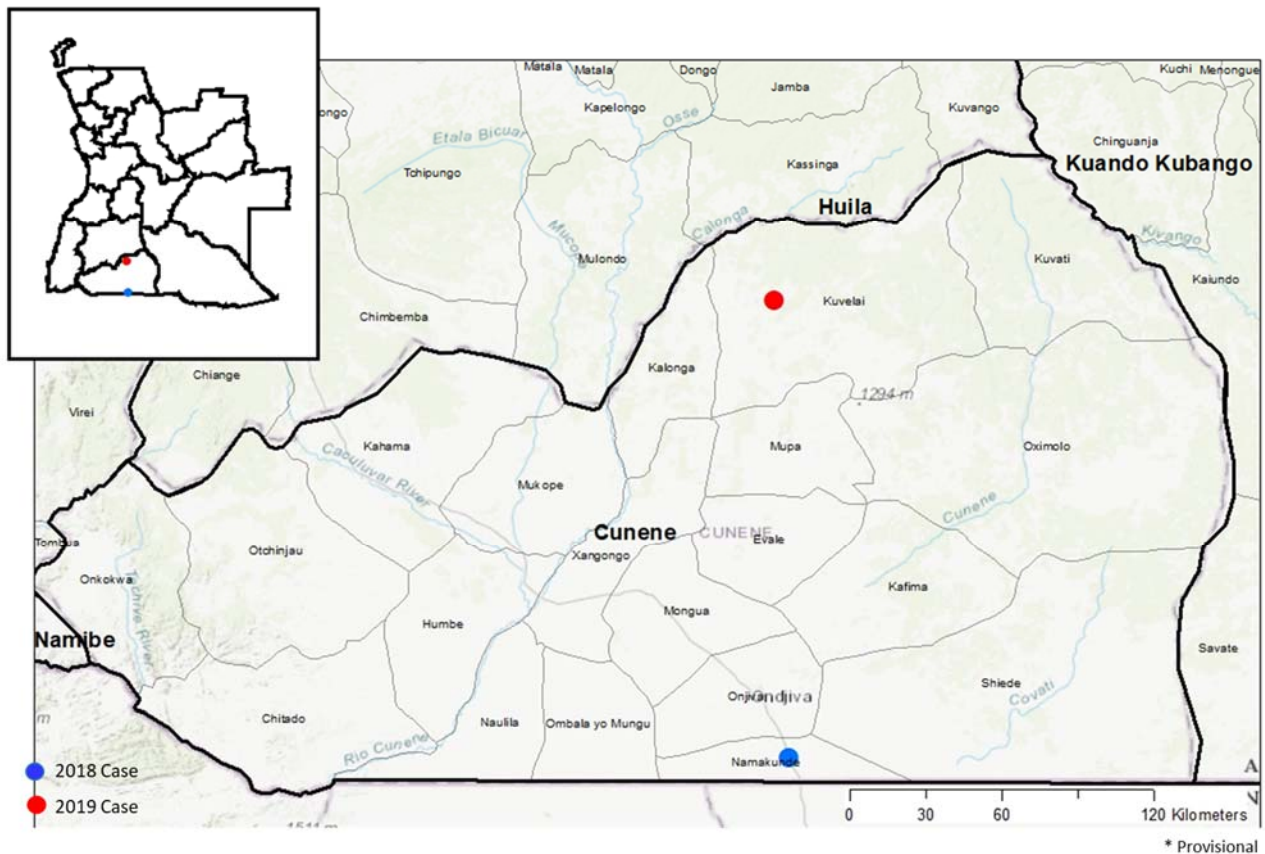 Matala
Matala
Dongo
Jamba
Kuchi
Menongue
ongo
Kapelongo
Osse
Kuvango
Etala Bicuar
Chinguanja
Kuando Kubango
Tchipungo
Kassinga
Huila
Calonga
Kivango
Mulondo
Kuvati
Kaiundo
Kuvelai
Chimbemba
Kalonga
Chiange
1294 m
Virei
Kahama
Mupa
Oximolo
Caculuvar River
Mukope
Cunene
Cunene
CUNENE
Evale
Tombua
Otchinjau
Xangongo
Onkokwa
Kafima
Mongua
Humbe
Namibe
Savate
Shiede
Ondjiva
Covati
m
Chitado
Naulila
Ombala yo Mungu
Rio Cunene
Namakunde
A
2018 Case
N
2019 Case
0 30 60 120 Kilometers
1511 m
* Provisional